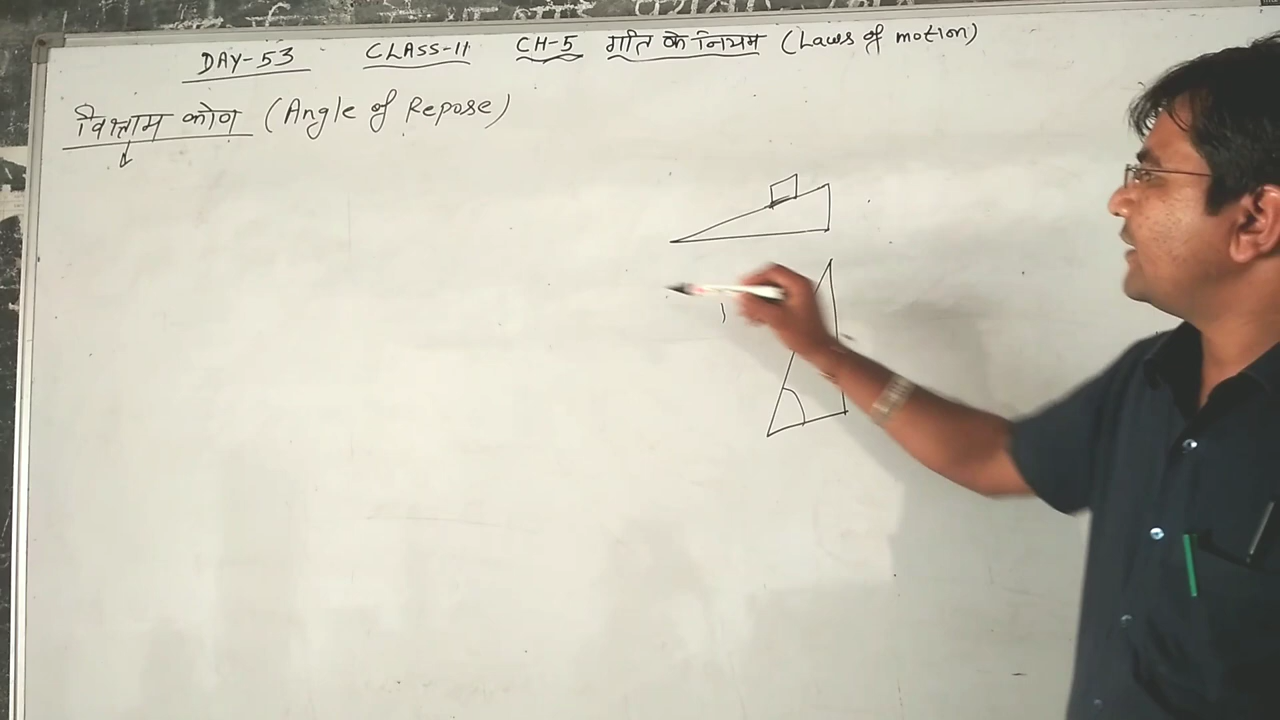 DAY-53 CLASS-11 CH-5 गति के नियम (Laws of motion)
विश्राम कोण (Angle of Repose)